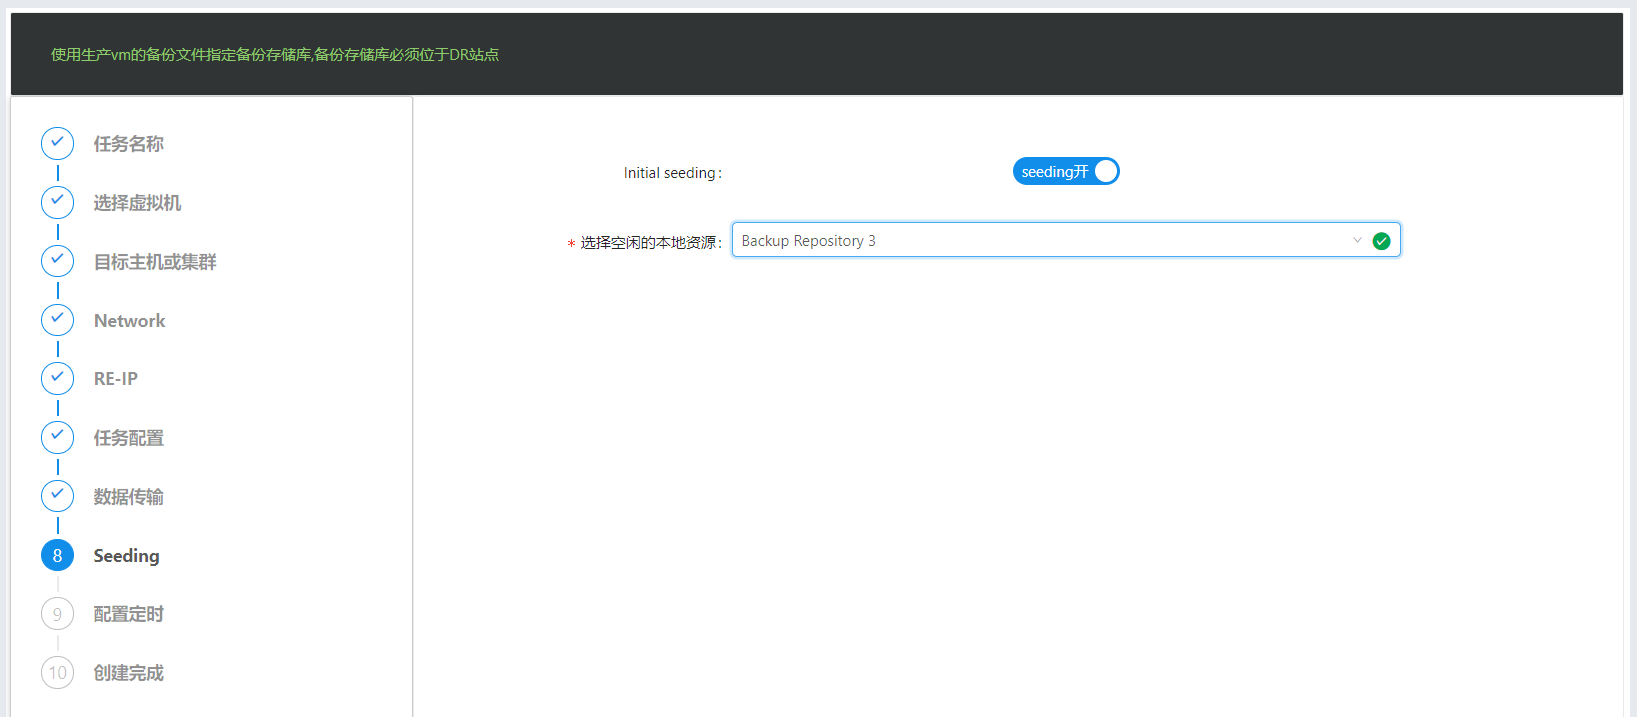 使用生产vm的备份文件指定备份存储库,备份存储库必须位于DR站点
任务名称
选择虚拟机
目标主机或集群
Network
RE-IP
任务配置
数据传输
8 Seeding
9 配置定时
10 创建完成
Initial seeding: seeding开
* 选择空闲的本地资源: Backup Repository 3